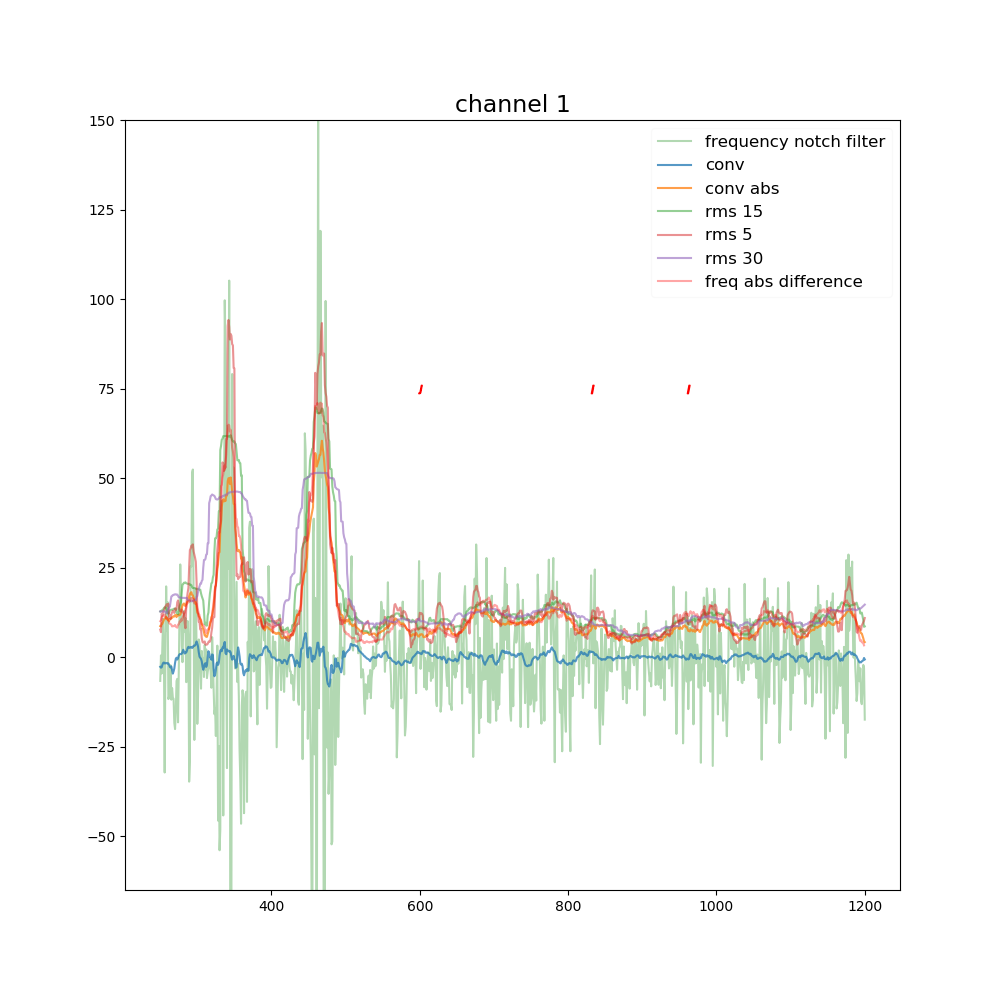 channel 1
150
125
100
75
50
25
0
−25
−50
400 600 800 1000 1200
frequency notch filter
conv
conv abs
rms 15
rms 5
rms 30
freq abs difference